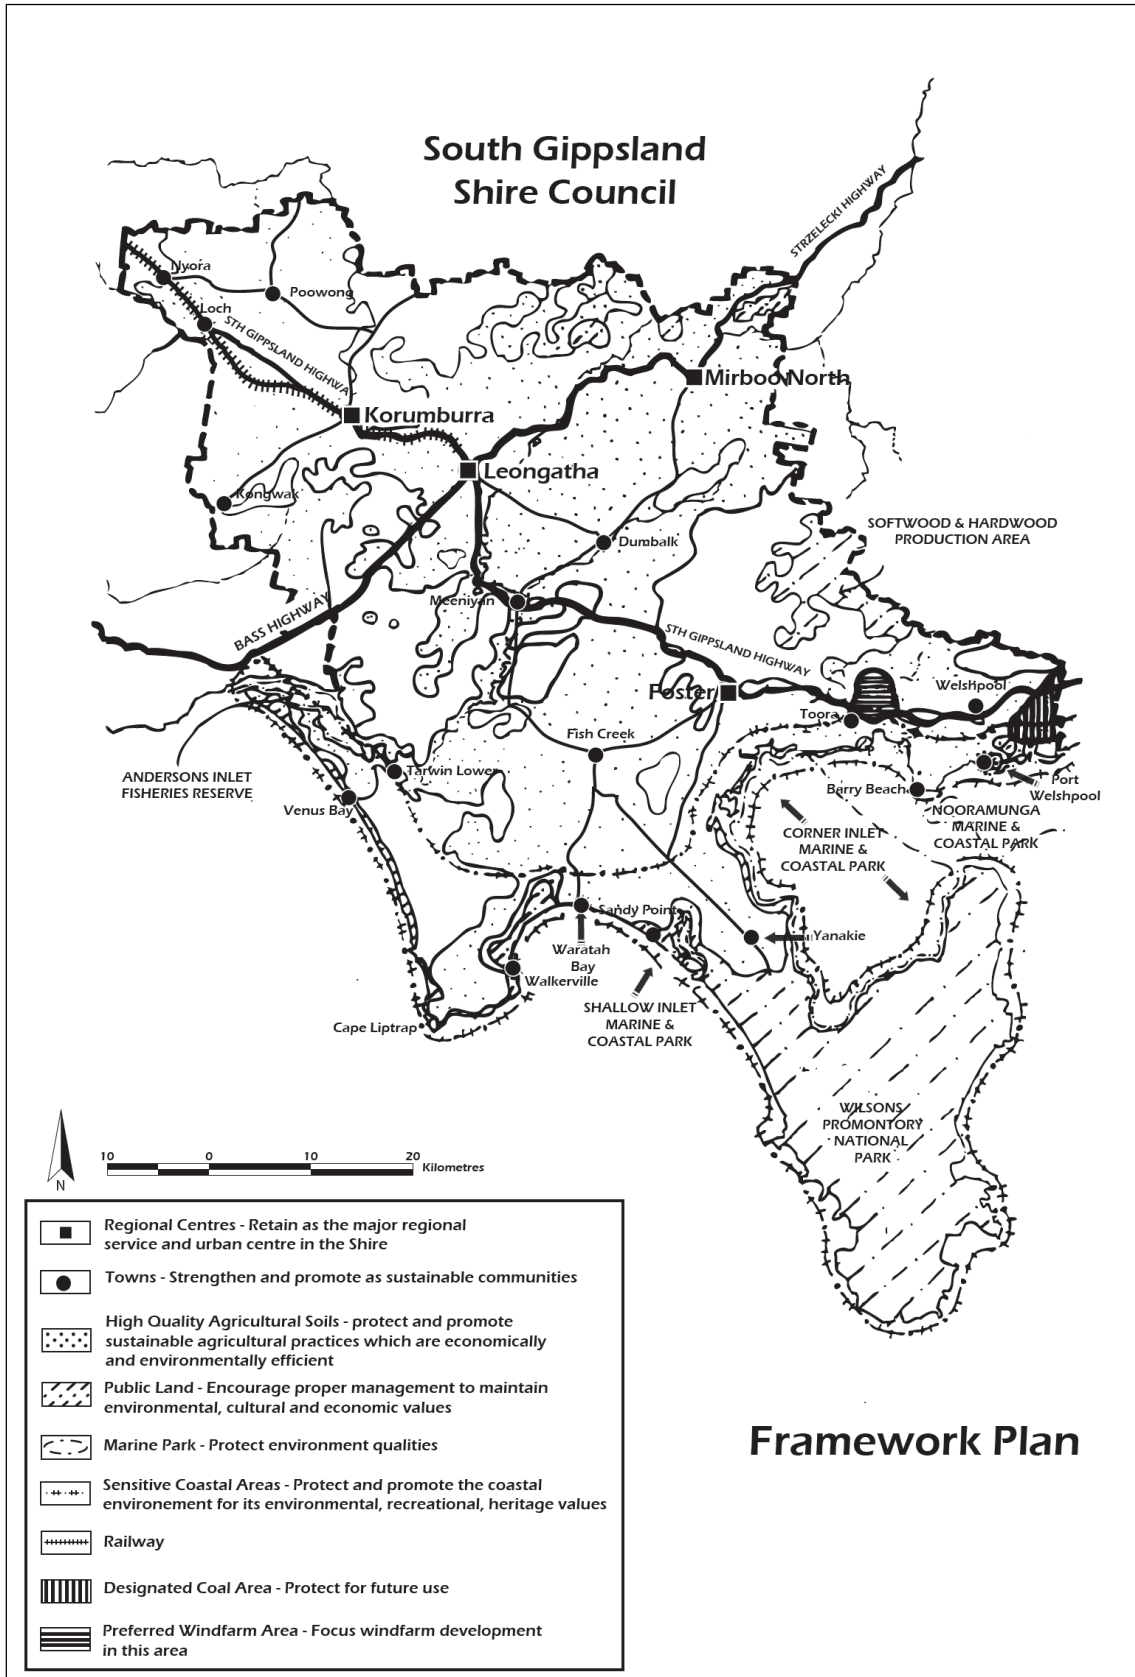 South Gippsland
Shire Council
STRZELECKI HIGHWAY
Nyora
Poowong
Loch
STH GIPPSLAND HIGHWA
Mirboo North
Korumburra
Leongatha
Kongwak
SOFTWOOD & HARDWOOD
PRODUCTION AREA
Dumbalk
Meeniyan
BASS HIGHWAY
STH GIPPSLAND HIGHWAY
Foster
Welshpool
Toora
Fish Creek
ANDERSONS INLET
FISHERIES RESERVE
Tarwin Lower
Venus Bay
Barry Beach
Port
Welshpool
NOORAMUNGA
MARINE &
COASTAL PARK
CORNER INLET
MARINE &
COASTAL PARK
Sandy Point
Yanakie
Waratah
Bay
Walkerville
SHALLOW INLET
MARINE &
COASTAL PARK
Cape Liptrap
WILSONS
PROMONTORY
NATIONAL
PARK
N
10 0 10 20
Kilometres
Regional Centres - Retain as the major regional
service and urban centre in the Shire
Towns - Strengthen and promote as sustainable communities
High Quality Agricultural Soils - protect and promote
sustainable agricultural practices which are economically
and environmentally efficient
Public Land - Encourage proper management to maintain
environmental, cultural and economic values
Marine Park - Protect environment qualities
Sensitive Coastal Areas - Protect and promote the coastal
environement for its environmental, recreational, heritage values
Railway
Designated Coal Area - Protect for future use
Preferred Windfarm Area - Focus windfarm development
in this area
Framework Plan